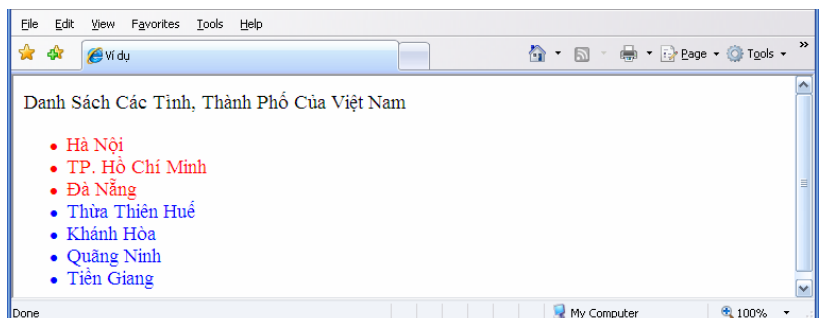 File Edit View Favorites Tools Help
Ví dụ Page Tools »
Danh Sách Các Tỉnh, Thành Phố Của Việt Nam
• Hà Nội
• TP. Hồ Chí Minh
• Đà Nẵng
• Thừa Thiên Huế
• Khánh Hòa
• Quãng Ninh
• Tiền Giang
Done My Computer 100%